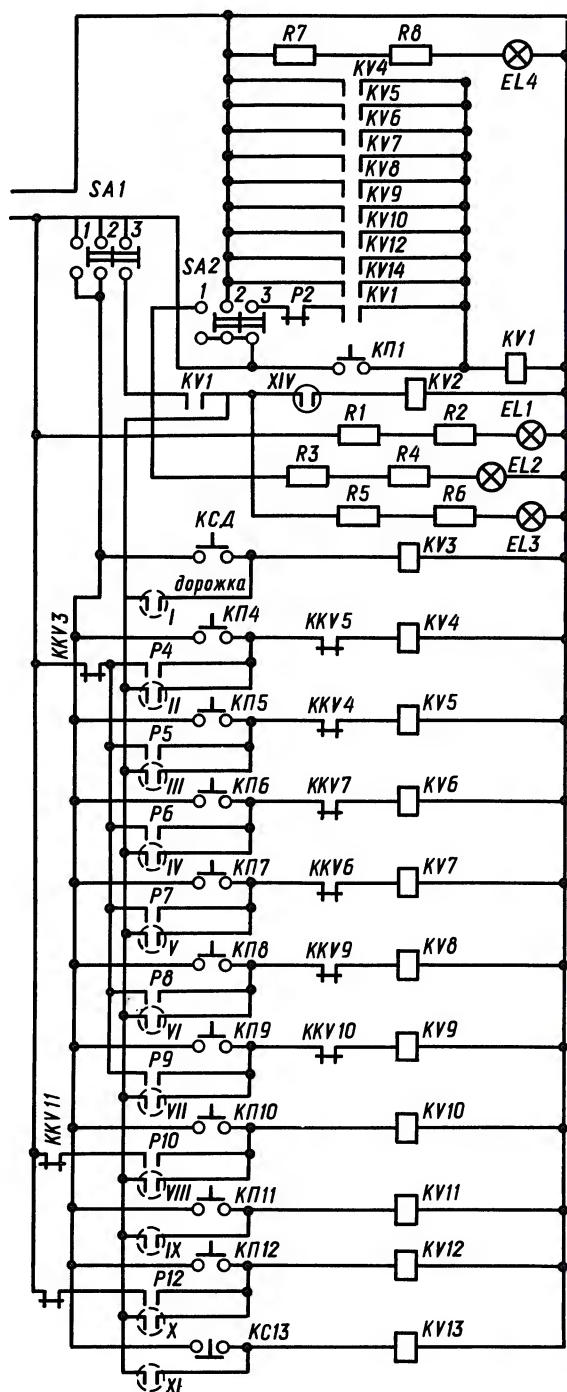 R7 R8
EL4
KV4
KV5
KV6
KV7
KV8
KV9
KV10
KV12
KV14
SA1
1 2 3
SA2
1 2 3 P2 KV1
КП1 KV1
KV1 XIV KV2
R1 R2 EL1
R3 R4 EL2
R5 R6 EL3
КСД KV3
дорожка
I
KKV3
КП4 KKV5 KV4
P4
II
КП5 KKV4 KV5
P5
III
КП6 KKV7 KV6
P6
IV
КП7 KKV6 KV7
P7
V
КП8 KKV9 KV8
P8
VI
КП9 KKV10 KV9
P9
VII
KKV11
КП10 KV10
P10
VIII
КП11 KV11
IX
КП12 KV12
P12
X
КС13 KV13
XI